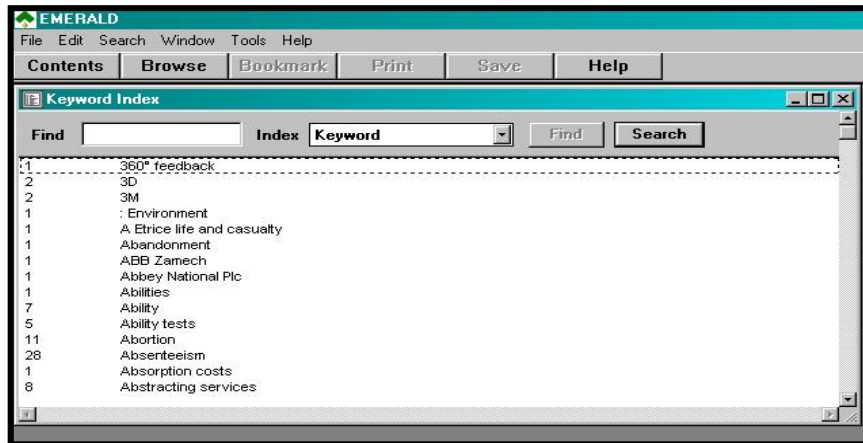 EMERALD
File Edit Search Window Tools Help
Contents Browse Bookmark Print Save Help
Keyword Index
Find Index Keyword Find Search
1 360° feedback
2 3D
2 3M
1 : Environment
1 A Etrice life and casualty
1 Abandonment
1 ABB Zamech
1 Abbey National Plc
1 Abilities
7 Ability
5 Ability tests
11 Abortion
28 Absenteeism
1 Absorption costs
8 Abstracting services